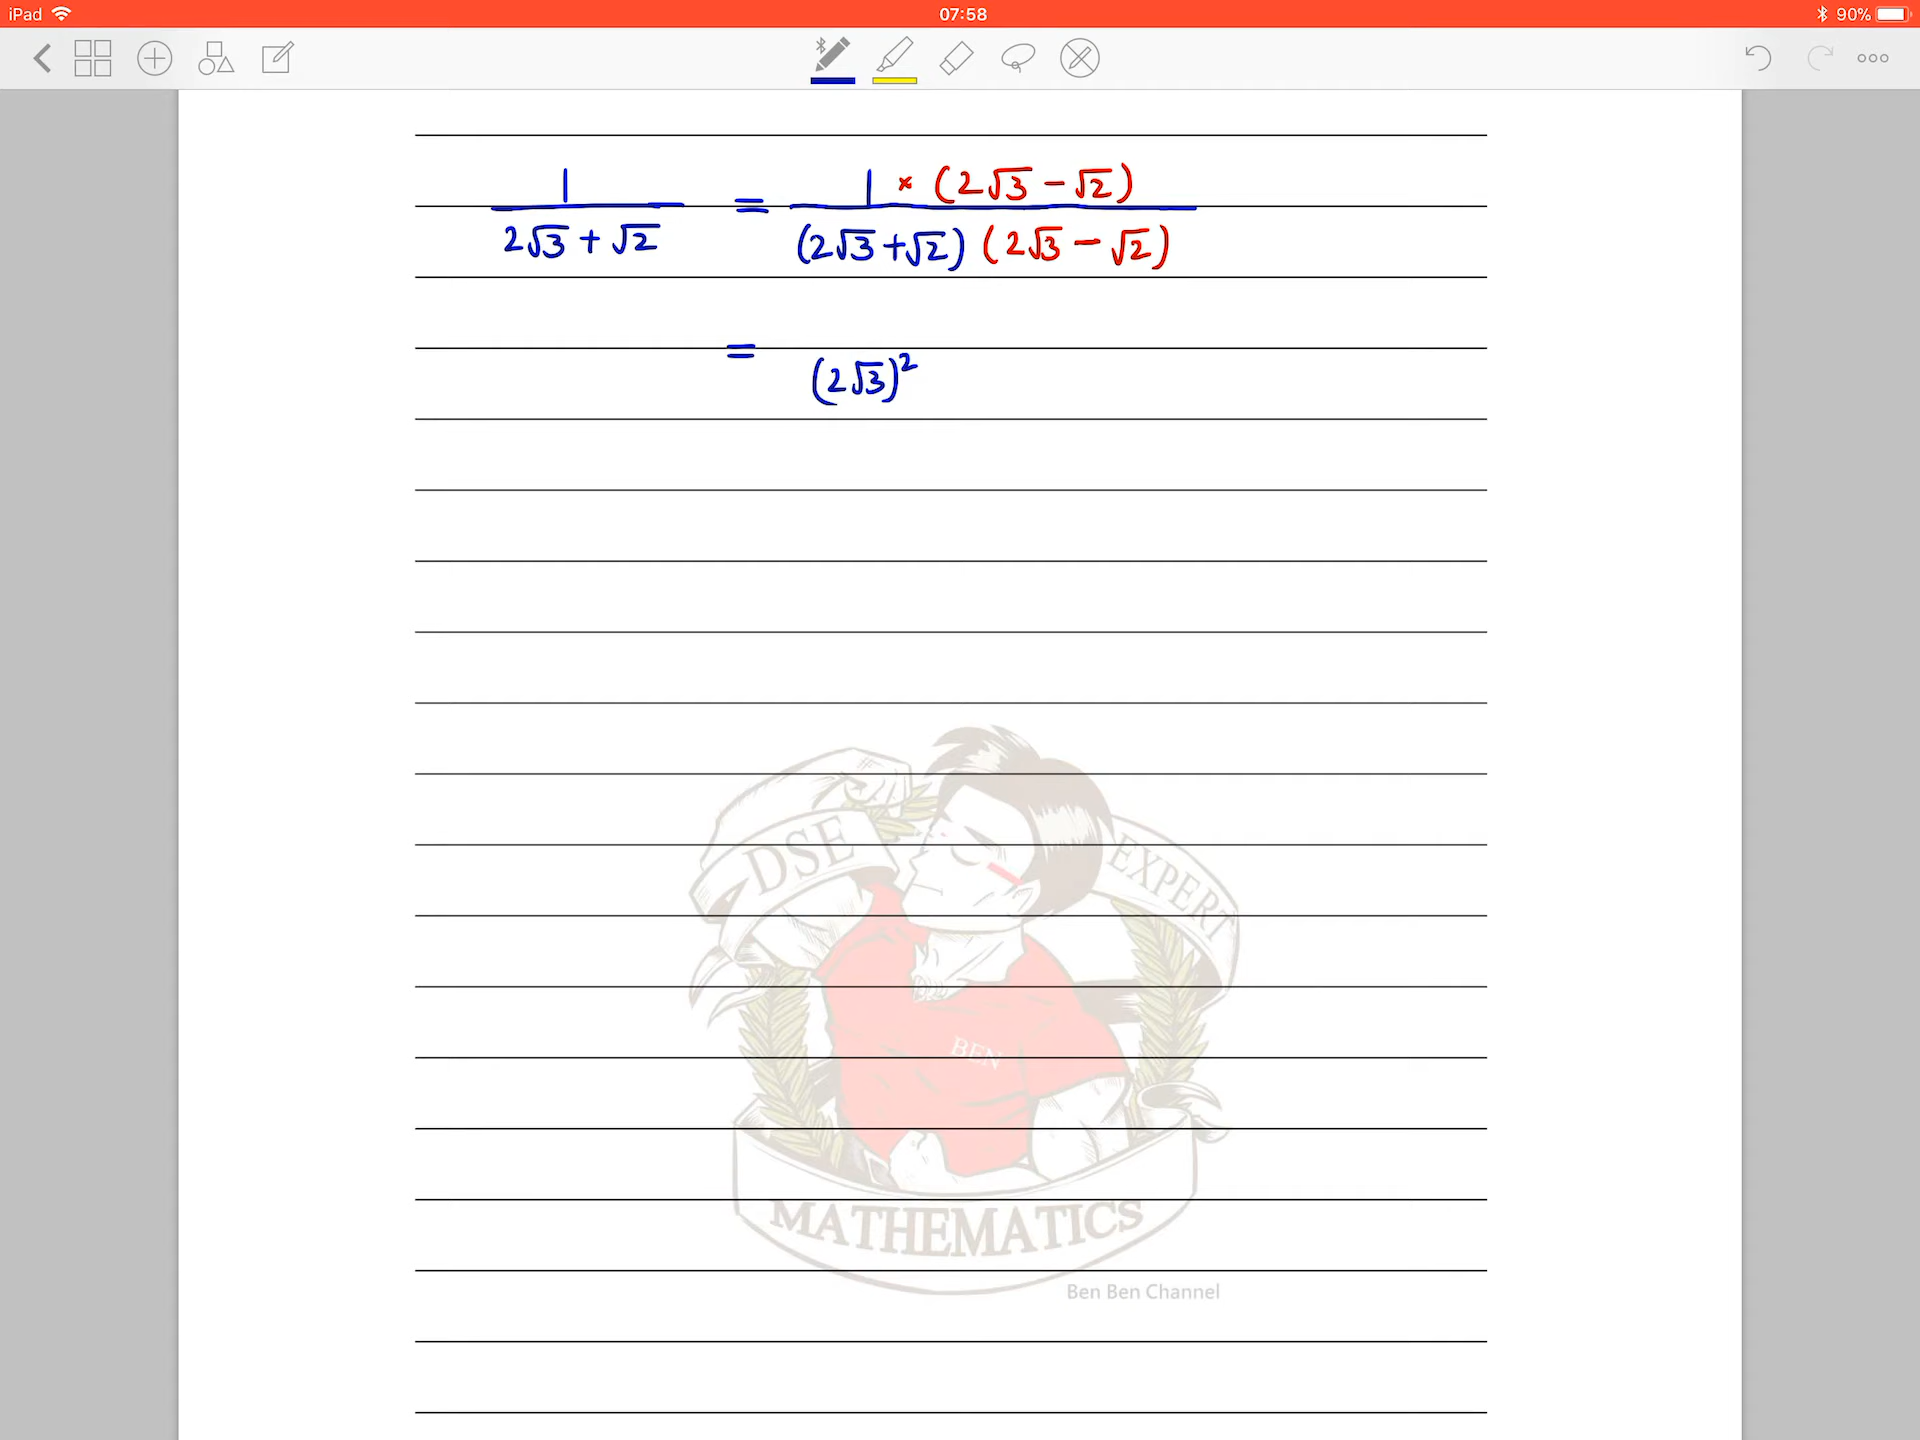 iPad 07:58 90%
1 / (2√3 + √2) = 1 × (2√3 − √2) / (2√3 + √2) (2√3 − √2)
= (2√3)²
DSE EXPERT
BEN
MATHEMATICS
Ben Ben Channel